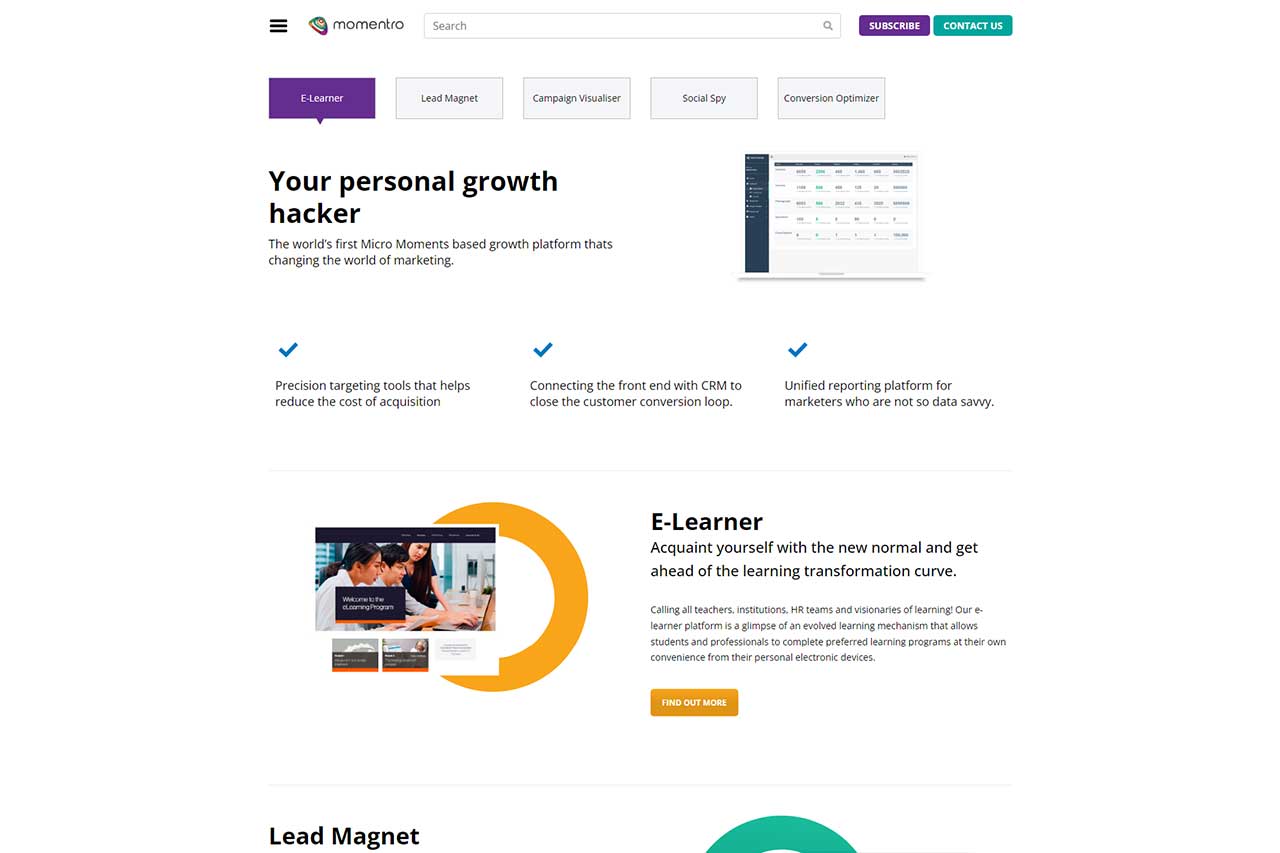 momentro
Search
SUBSCRIBE
CONTACT US
E-Learner
Lead Magnet
Campaign Visualiser
Social Spy
Conversion Optimizer
Your personal growth
hacker
The world’s first Micro Moments based growth platform thats
changing the world of marketing.
Precision targeting tools that helps
reduce the cost of acquisition
Connecting the front end with CRM to
close the customer conversion loop.
Unified reporting platform for
marketers who are not so data savvy.
Welcome to the
eLearning Program
E-Learner
Acquaint yourself with the new normal and get
ahead of the learning transformation curve.
Calling all teachers, institutions, HR teams and visionaries of learning! Our e-
learner platform is a glimpse of an evolved learning mechanism that allows
students and professionals to complete preferred learning programs at their own
convenience from their personal electronic devices.
FIND OUT MORE
Lead Magnet